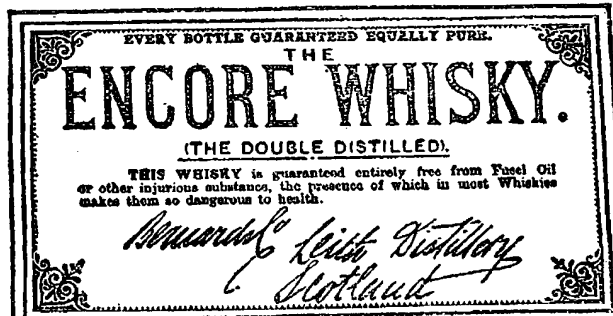 EVERY BOTTLE GUARANTEED EQUALLY PURE.
THE
ENCORE WHISKY.
(THE DOUBLE DISTILLED).
THIS WHISKY is guaranteed entirely free from Fusel Oil
or other injurious substance, the presence of which in most Whiskies
makes them so dangerous to health.
Bernard & Co Leith Distillery
Scotland